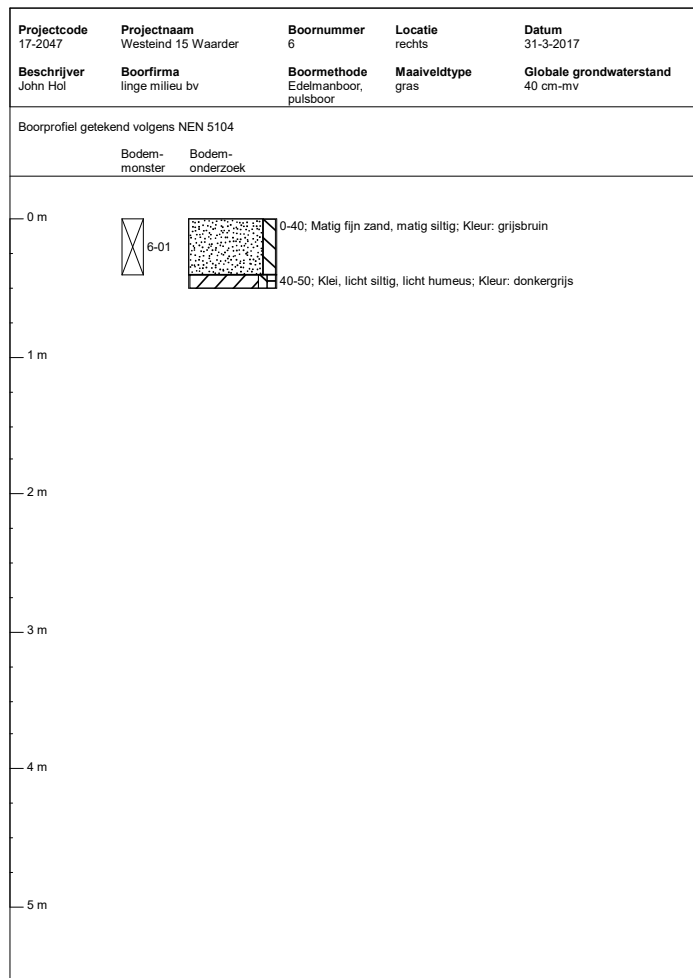 Projectcode Projectnaam Boornummer Locatie Datum
17-2047 Westeind 15 Waarder 6 rechts 31-3-2017
Beschrijver Boorfirma Boormethode Maaiveldtype Globale grondwaterstand
John Hol linge milieu bv Edelmanboor, gras 40 cm-mv
pulsboor
Boorprofiel getekend volgens NEN 5104
Bodem- Bodem-
monster onderzoek
0 m
0-40; Matig fijn zand, matig siltig; Kleur: grijsbruin
6-01
40-50; Klei, licht siltig, licht humeus; Kleur: donkergrijs
1 m
2 m
3 m
4 m
5 m